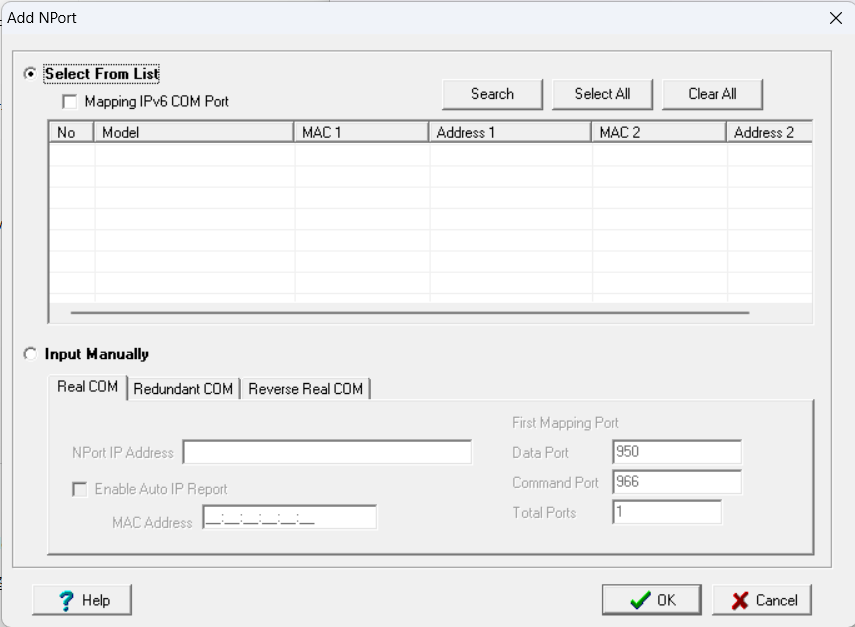 Add NPort
Select From List
Mapping IPv6 COM Port
Search
Select All
Clear All
No Model MAC 1 Address 1 MAC 2 Address 2
Input Manually
Real COM Redundant COM Reverse Real COM
First Mapping Port
NPort IP Address
Data Port 950
Enable Auto IP Report
Command Port 966
MAC Address __:__:__:__:__:__
Total Ports 1
? Help
OK
Cancel